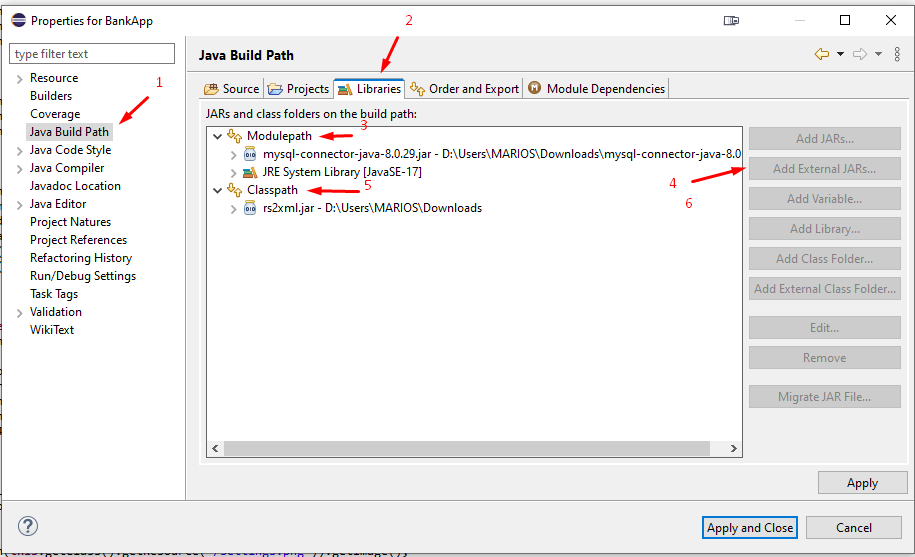 Properties for BankApp
type filter text
Resource
Builders
Coverage
Java Build Path
Java Code Style
Java Compiler
Javadoc Location
Java Editor
Project Natures
Project References
Refactoring History
Run/Debug Settings
Task Tags
Validation
WikiText
1
2
Java Build Path
Source Projects Libraries Order and Export Module Dependencies
JARs and class folders on the build path:
Modulepath 3
mysql-connector-java-8.0.29.jar - D:\Users\MARIOS\Downloads\mysql-connector-java-8.0
JRE System Library [JavaSE-17]
Classpath 5
rs2xml.jar - D:\Users\MARIOS\Downloads
4
6
Add JARs...
Add External JARs...
Add Variable...
Add Library...
Add Class Folder...
Add External Class Folder...
Edit...
Remove
Migrate JAR File...
Apply
Apply and Close Cancel